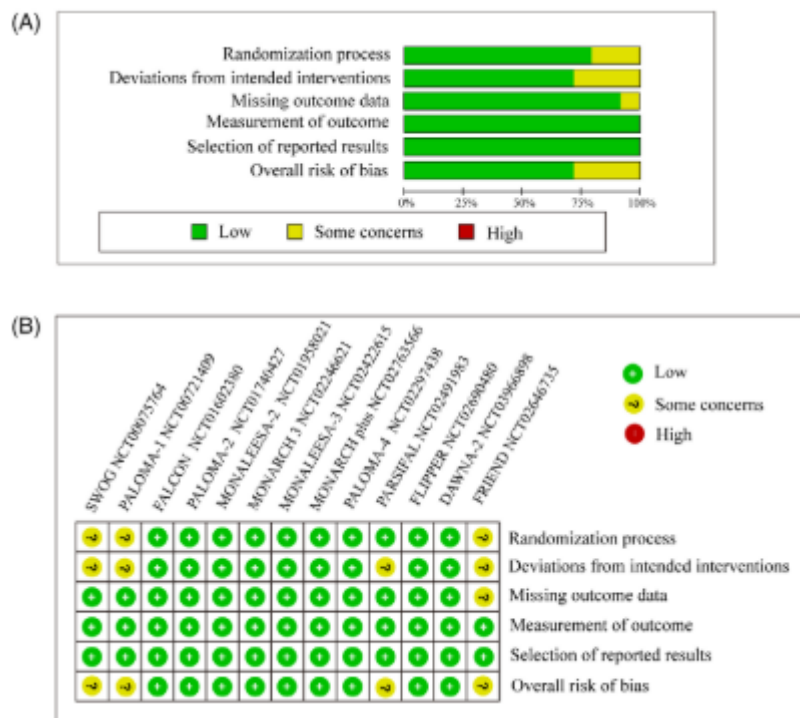 (A)
Randomization process
Deviations from intended interventions
Missing outcome data
Measurement of outcome
Selection of reported results
Overall risk of bias
0% 25% 50% 75% 100%
Low Some concerns High
(B)
SWOG NCT00075764
PALOMA-1 NCT00721409
FALCON NCT01602380
PALOMA-2 NCT01740427
MONALEESA-2 NCT01958021
MONARCH 3 NCT02246621
MONALEESA-3 NCT02422615
MONARCH plus NCT02763566
PALOMA-4 NCT02297438
PARSIFAL NCT02491983
FLIPPER NCT02690480
DAWNA-2 NCT03966898
FRIEND NCT02646735
+ Low
? Some concerns
High
? ? + + + + + + + + + + ? Randomization process
? ? + + + + + + + ? + + ? Deviations from intended interventions
+ + + + + + + + + + + + ? Missing outcome data
+ + + + + + + + + + + + + Measurement of outcome
+ + + + + + + + + + + + + Selection of reported results
? ? + + + + + + + ? + + ? Overall risk of bias